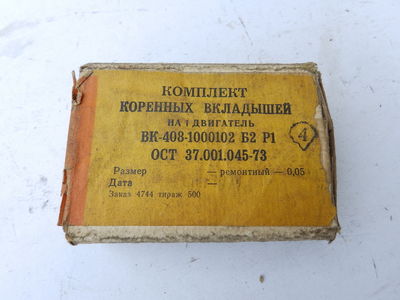 КОМПЛЕКТ
КОРЕННЫХ ВКЛАДЫШЕЙ
НА 1 ДВИГАТЕЛЬ
ВК-408-1000102 Б2 Р1
ОСТ 37.001.045-73
4
Размер — ремонтный — 0,05
Дата —
Заказ 4744 тираж 500